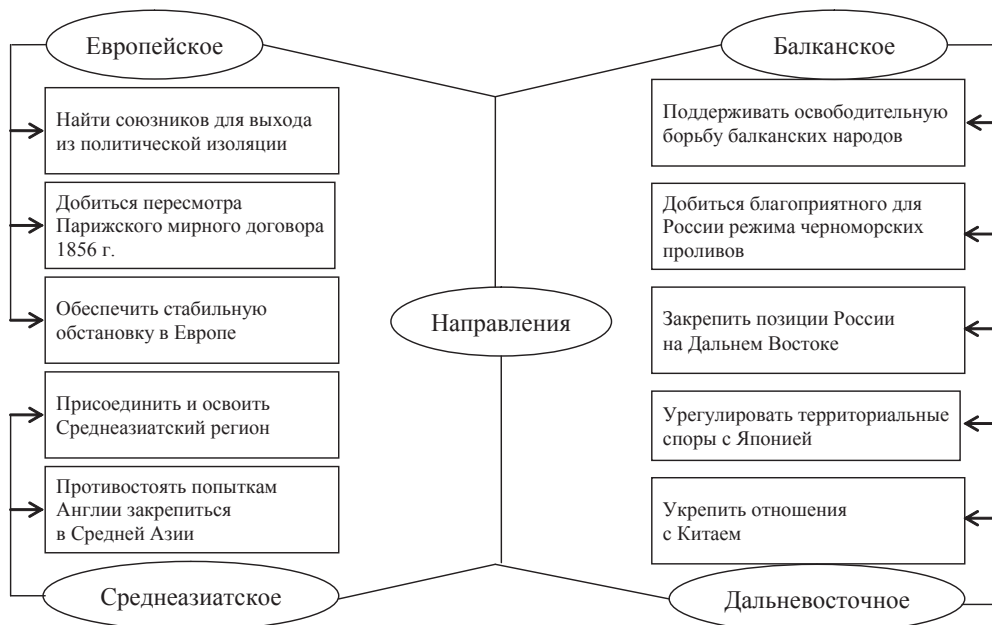 Европейское
Найти союзников для выхода
из политической изоляции
Добиться пересмотра
Парижского мирного договора
1856 г.
Обеспечить стабильную
обстановку в Европе
Присоединить и освоить
Среднеазиатский регион
Противостоять попыткам
Англии закрепиться
в Средней Азии
Среднеазиатское
Направления
Балканское
Поддерживать освободительную
борьбу балканских народов
Добиться благоприятного для
России режима черноморских
проливов
Закрепить позиции России
на Дальнем Востоке
Урегулировать территориальные
споры с Японией
Укрепить отношения
с Китаем
Дальневосточное